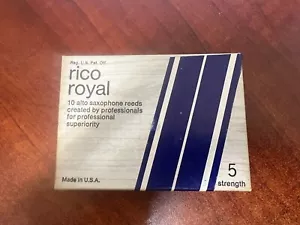 Reg. U.S. Pat. Off.
rico
royal
10 alto saxophone reeds
created by professionals
for professional
superiority
5
strength
Made in U.S.A.